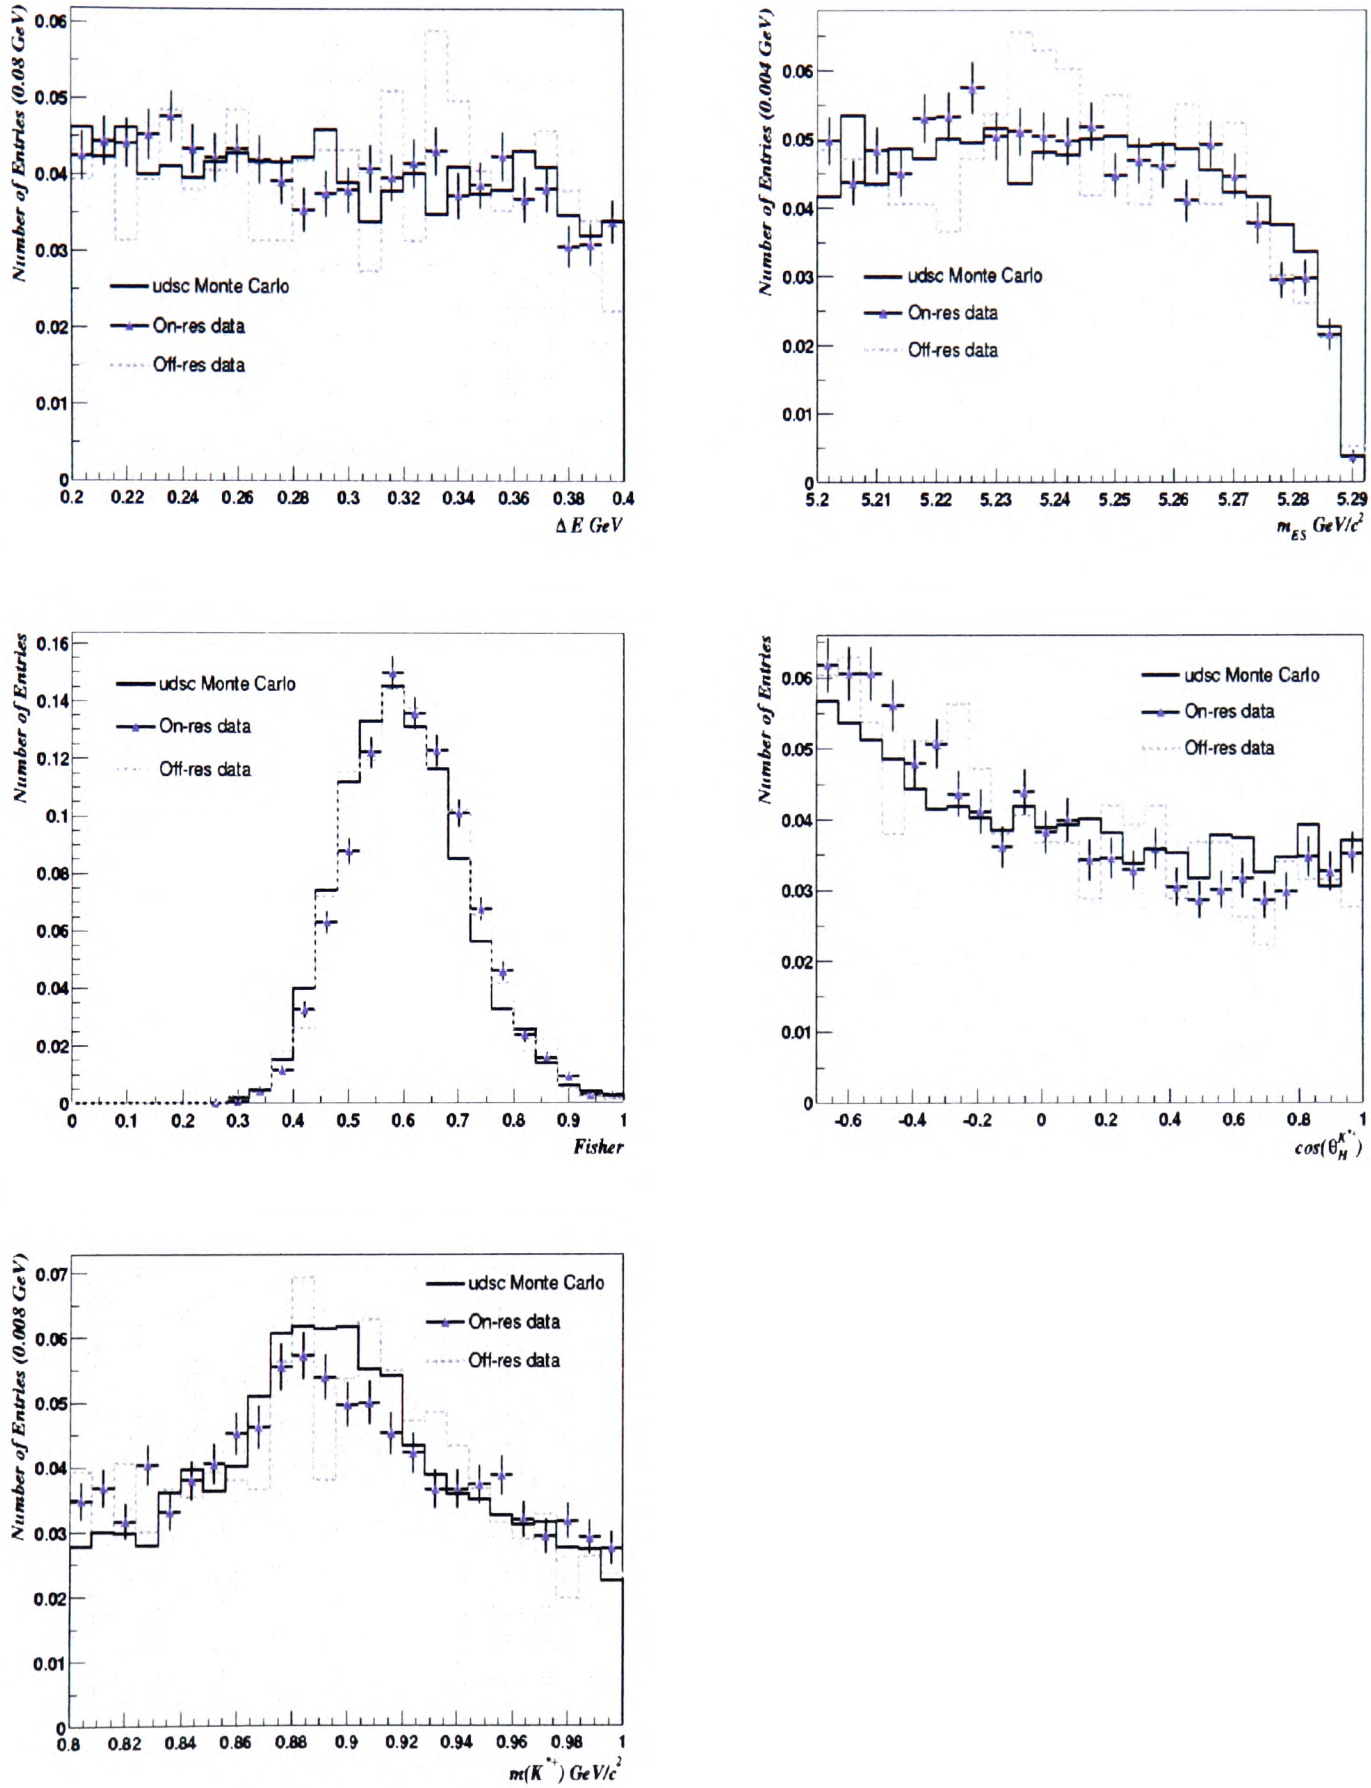 Number of Entries (0.08 GeV)
0.06
0.05
0.04
0.03
0.02
0.01
0
udsc Monte Carlo
On-res data
Off-res data
0.2 0.22 0.24 0.26 0.28 0.3 0.32 0.34 0.36 0.38 0.4
Δ E GeV
Number of Entries (0.004 GeV)
0.06
0.05
0.04
0.03
0.02
0.01
0
udsc Monte Carlo
On-res data
Off-res data
5.2 5.21 5.22 5.23 5.24 5.25 5.26 5.27 5.28 5.29
m_ES GeV/c²
Number of Entries
0.16
0.14
0.12
0.1
0.08
0.06
0.04
0.02
0
udsc Monte Carlo
On-res data
Off-res data
0 0.1 0.2 0.3 0.4 0.5 0.6 0.7 0.8 0.9 1
Fisher
Number of Entries
0.06
0.05
0.04
0.03
0.02
0.01
0
udsc Monte Carlo
On-res data
Off-res data
-0.6 -0.4 -0.2 0 0.2 0.4 0.6 0.8 1
cos(θ_H^K*+)
Number of Entries (0.008 GeV)
0.07
0.06
0.05
0.04
0.03
0.02
0.01
0
udsc Monte Carlo
On-res data
Off-res data
0.8 0.82 0.84 0.86 0.88 0.9 0.92 0.94 0.96 0.98 1
m(K*+) GeV/c²